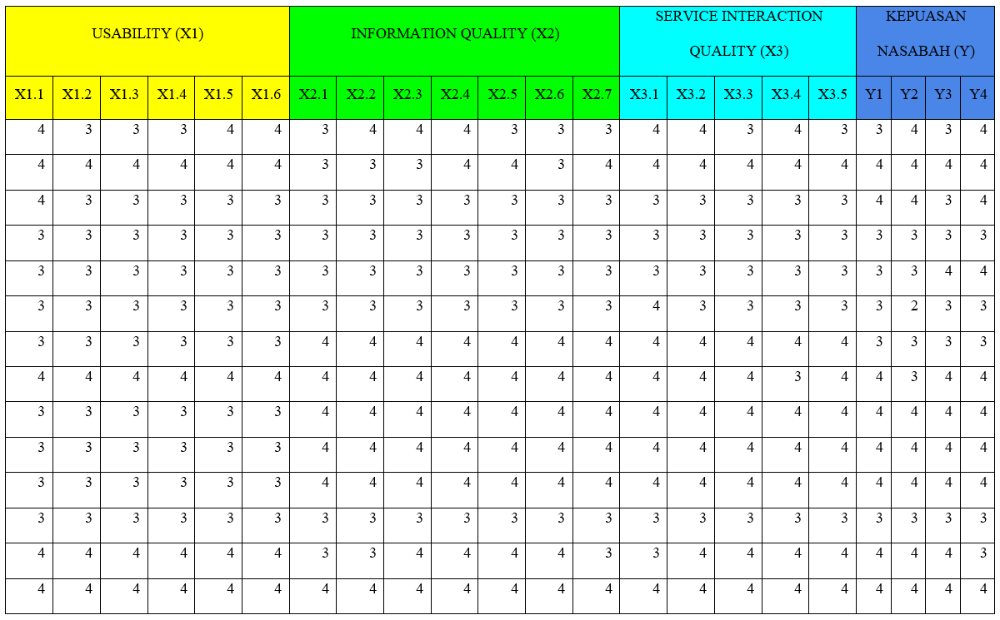 USABILITY (X1) INFORMATION QUALITY (X2) SERVICE INTERACTION QUALITY (X3) KEPUASAN NASABAH (Y)
X1.1 X1.2 X1.3 X1.4 X1.5 X1.6 X2.1 X2.2 X2.3 X2.4 X2.5 X2.6 X2.7 X3.1 X3.2 X3.3 X3.4 X3.5 Y1 Y2 Y3 Y4
4 3 3 3 4 4 3 4 4 4 3 3 3 4 4 3 4 3 3 4 3 4
4 4 4 4 4 4 3 3 3 4 4 3 4 4 4 4 4 4 4 4 4 4
4 3 3 3 3 3 3 3 3 3 3 3 3 3 3 3 3 3 4 4 3 4
3 3 3 3 3 3 3 3 3 3 3 3 3 3 3 3 3 3 3 3 3 3
3 3 3 3 3 3 3 3 3 3 3 3 3 3 3 3 3 3 3 3 4 4
3 3 3 3 3 3 3 3 3 3 3 3 3 4 3 3 3 3 3 2 3 3
3 3 3 3 3 3 4 4 4 4 4 4 4 4 4 4 4 4 3 3 3 3
4 4 4 4 4 4 4 4 4 4 4 4 4 4 4 4 3 4 4 3 4 4
3 3 3 3 3 3 4 4 4 4 4 4 4 4 4 4 4 4 4 4 4 4
3 3 3 3 3 3 4 4 4 4 4 4 4 4 4 4 4 4 4 4 4 4
3 3 3 3 3 3 4 4 4 4 4 4 4 4 4 4 4 4 4 4 4 4
3 3 3 3 3 3 3 3 3 3 3 3 3 3 3 3 3 3 3 3 3 3
4 4 4 4 4 4 3 3 4 4 4 4 3 3 4 4 4 4 4 4 4 3
4 4 4 4 4 4 4 4 4 4 4 4 4 4 4 4 4 4 4 4 4 4